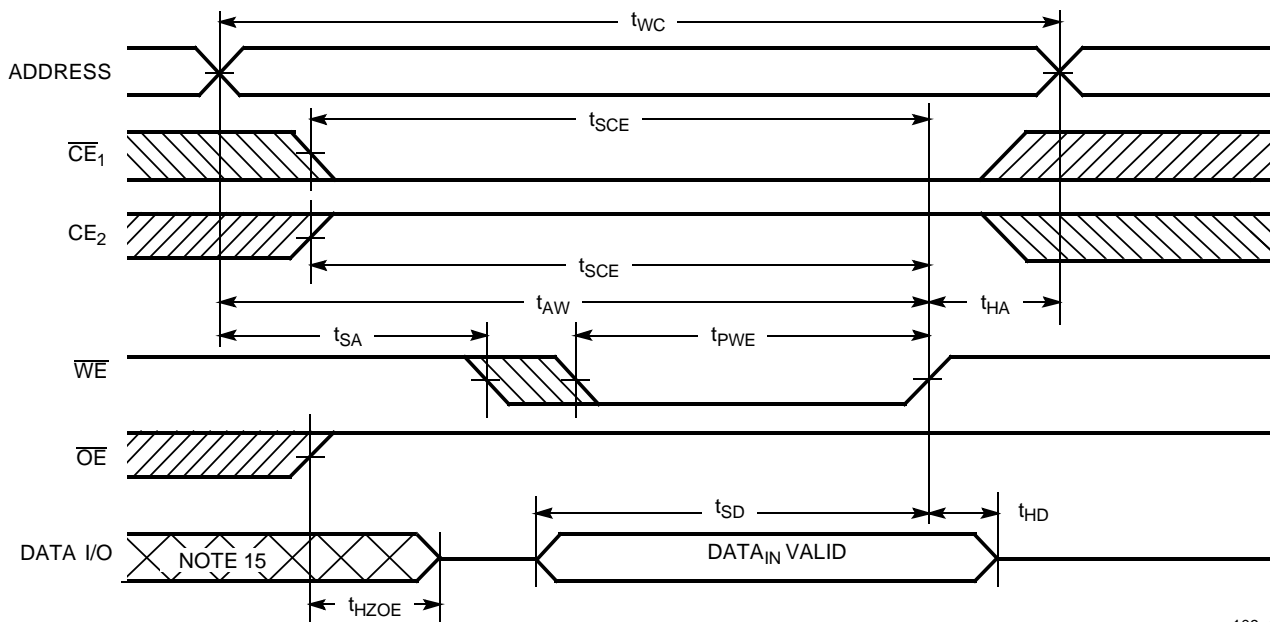 tWC
ADDRESS
tSCE
CE1
CE2
tSCE
tAW
tHA
tSA
tPWE
WE
OE
tSD
tHD
DATA I/O
NOTE 15
DATAIN VALID
tHZOE